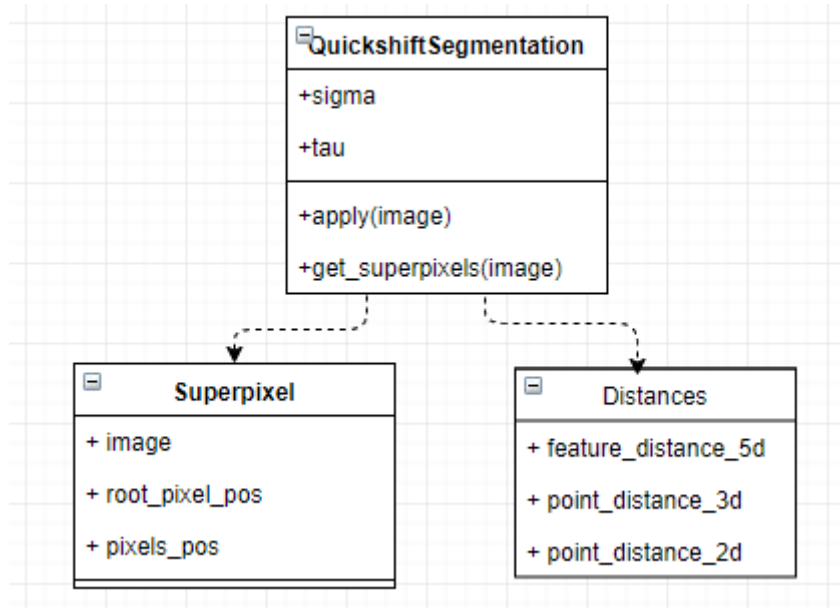 QuickshiftSegmentation
+sigma
+tau
+apply(image)
+get_superpixels(image)
Superpixel
+ image
+ root_pixel_pos
+ pixels_pos
Distances
+ feature_distance_5d
+ point_distance_3d
+ point_distance_2d